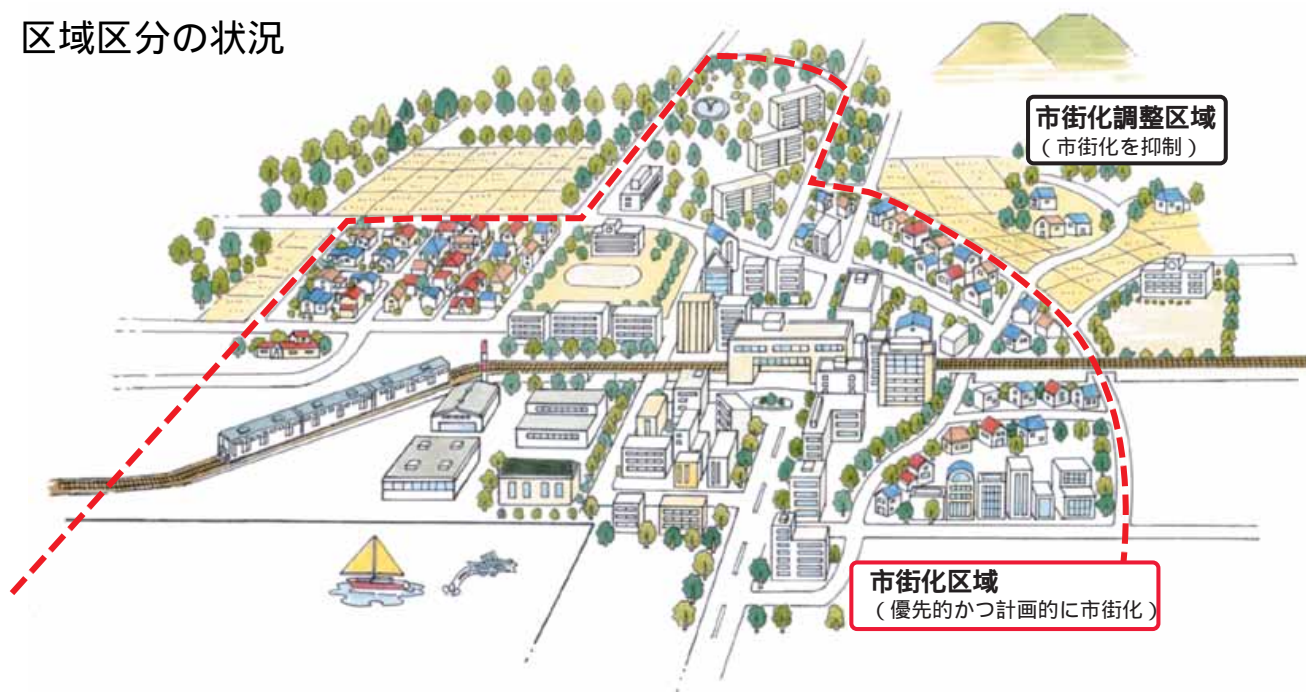 区域区分の状況
市街化調整区域
（市街化を抑制）
市街化区域
（優先的かつ計画的に市街化）